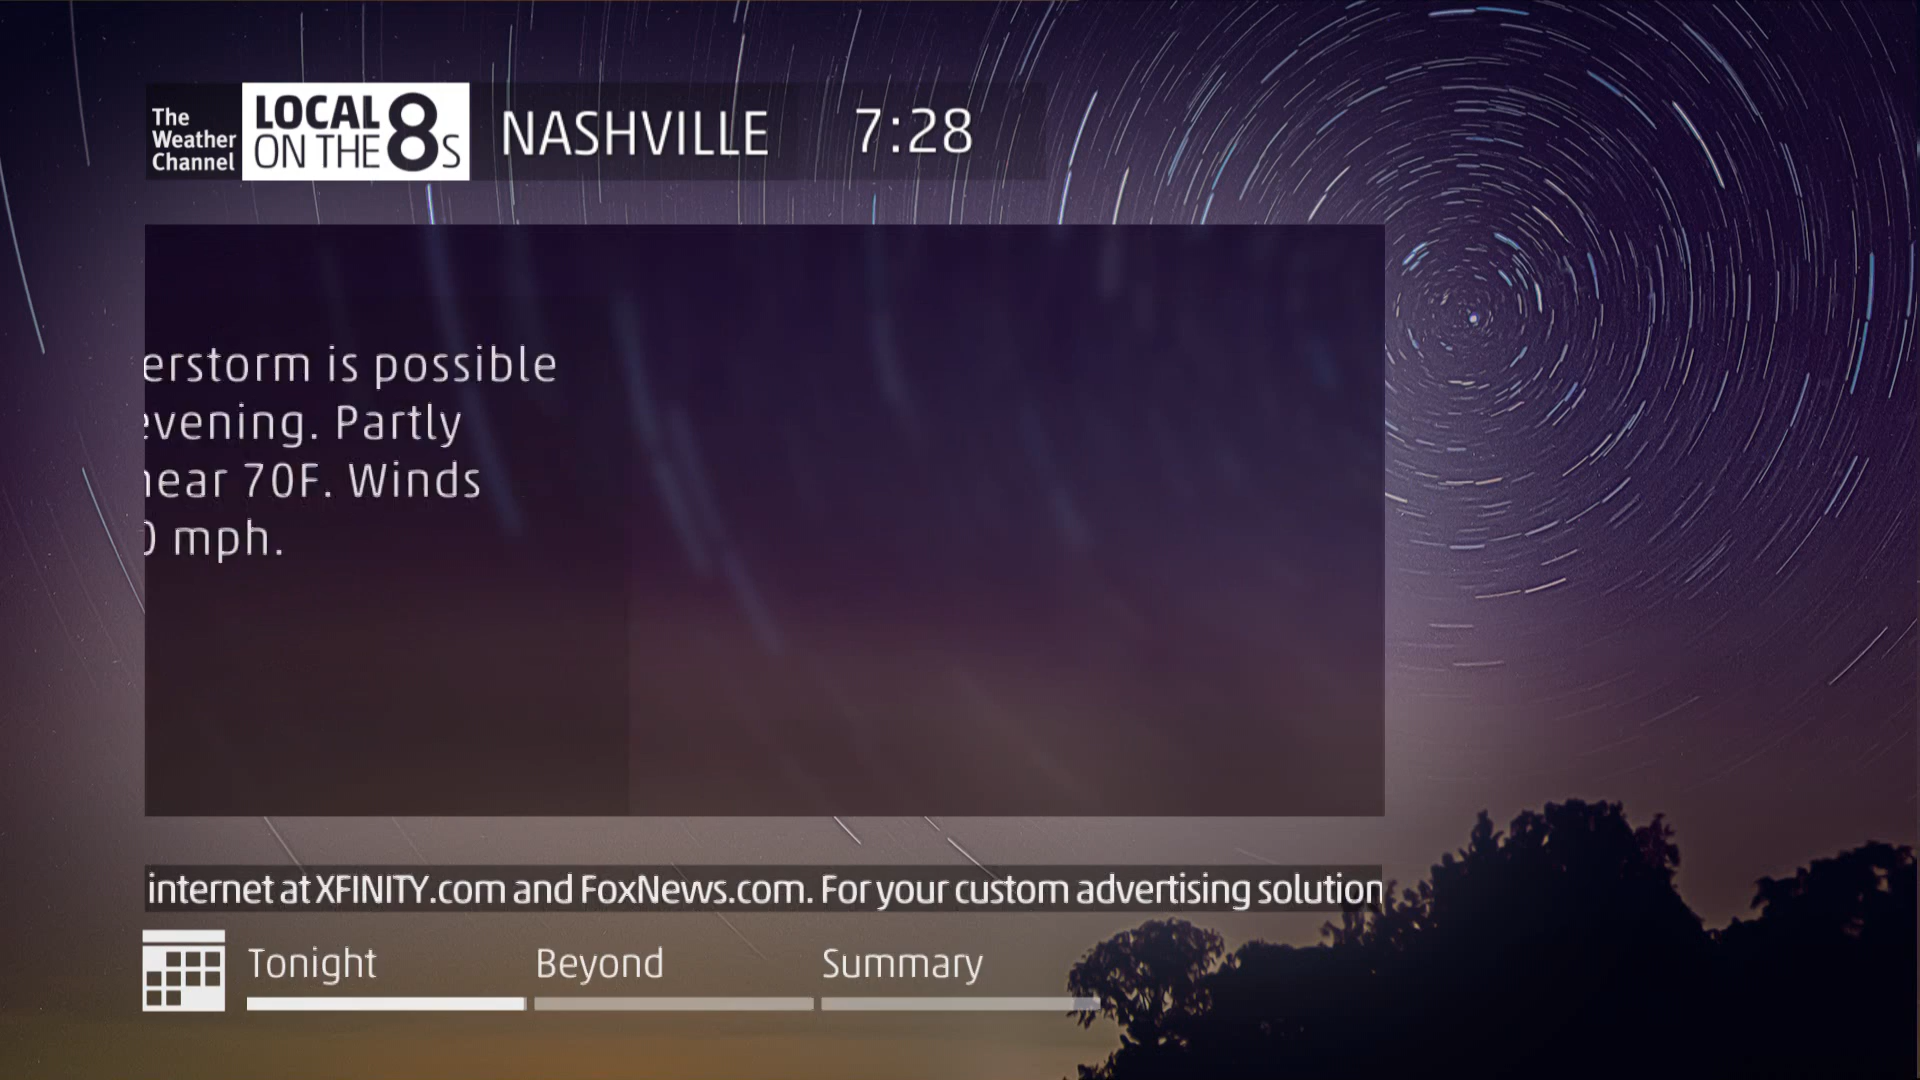 The
Weather
Channel
LOCAL
ON THE 8s
NASHVILLE
7:28
erstorm is possible
evening. Partly
near 70F. Winds
0 mph.
internet at XFINITY.com and FoxNews.com. For your custom advertising solution
Tonight
Beyond
Summary